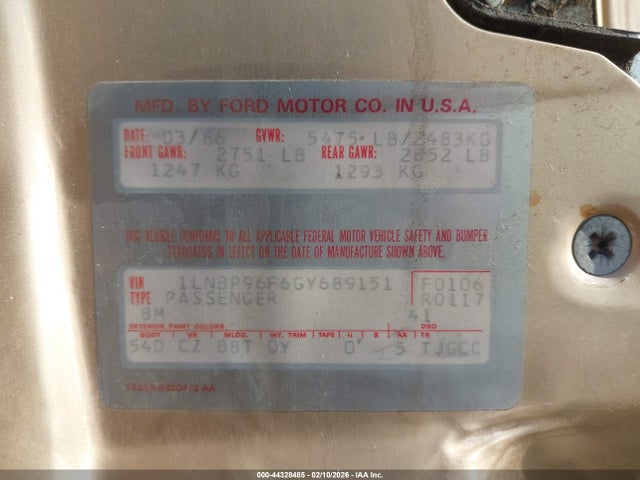 MFD. BY FORD MOTOR CO. IN U.S.A.
DATE: 03/86 GVWR: 5475 LB/2483KG
FRONT GAWR: 2751 LB REAR GAWR: 2852 LB
1247 KG 1293 KG
THIS VEHICLE CONFORMS TO ALL APPLICABLE FEDERAL MOTOR VEHICLE SAFETY AND BUMPER
STANDARDS IN EFFECT ON THE DATE OF MANUFACTURE SHOWN ABOVE.
VIN 1LNBP96F6GY689151 F0106
TYPE PASSENGER R0117
8M 41
EXTERIOR PAINT COLORS DSO
BODY VR MLDG. INT. TRIM TAPE R S AX TR
54D CZ 88T QY 0 5 TJGCC
000-44328485 - 02/10/2026 - IAA Inc.